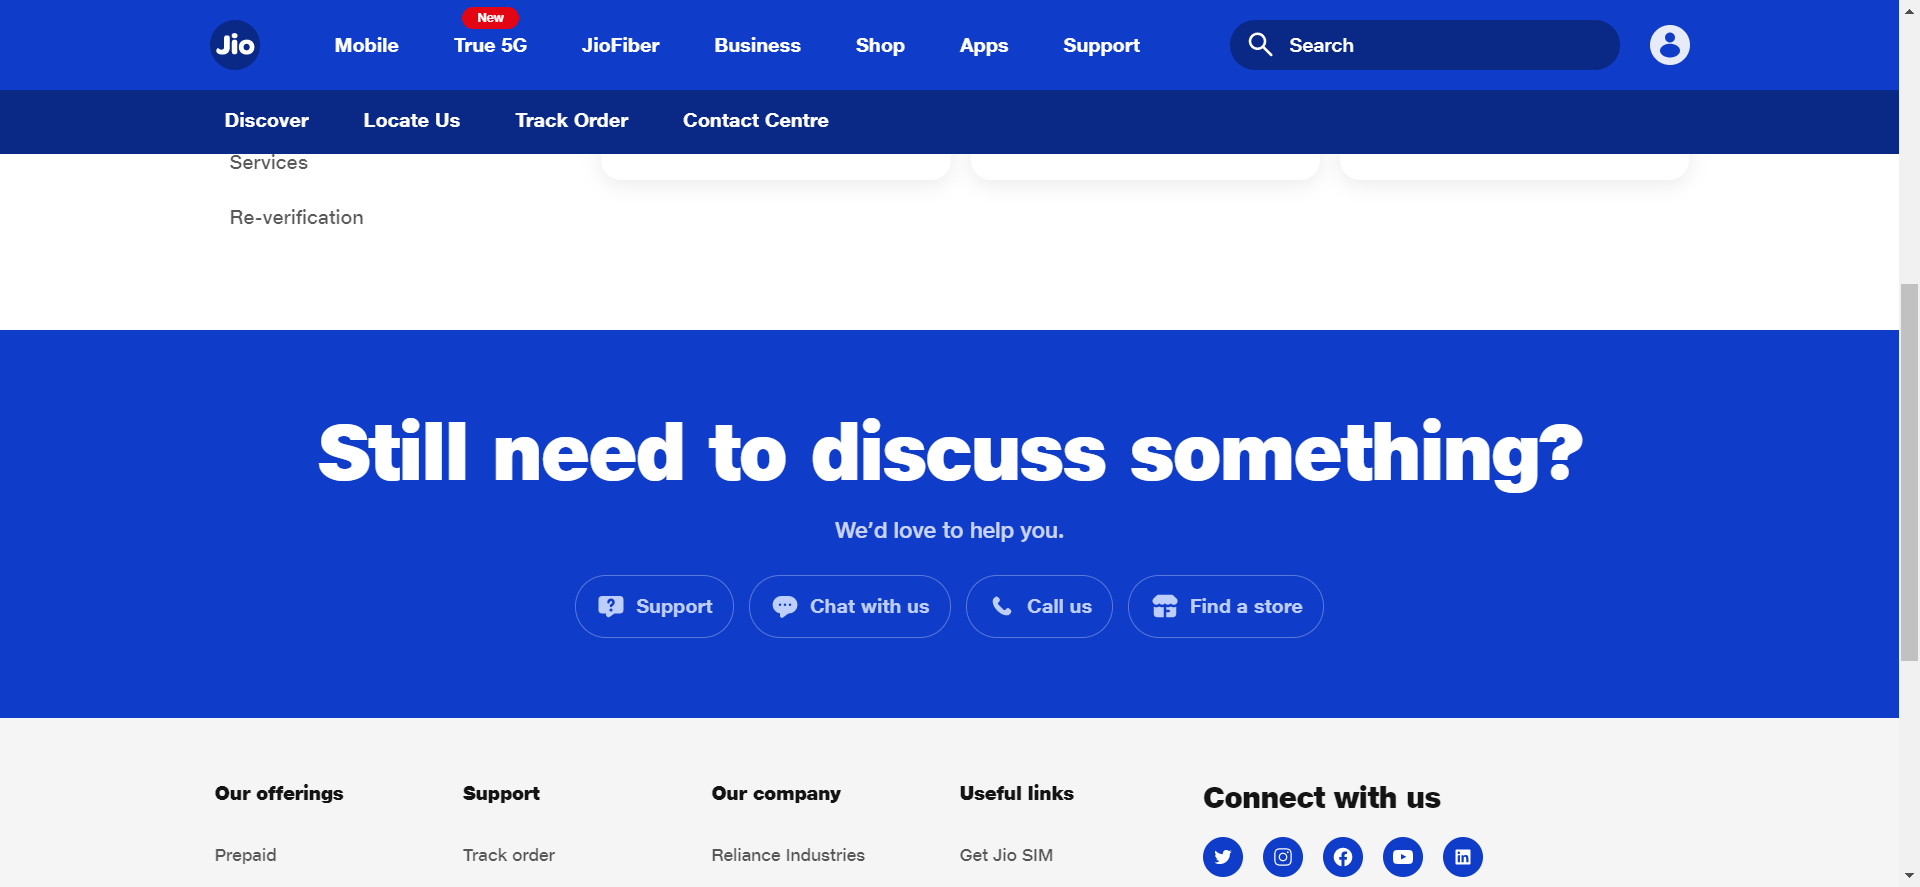 Jio
Mobile
New
True 5G
JioFiber
Business
Shop
Apps
Support
Search
Discover
Locate Us
Track Order
Contact Centre
Services
Re-verification
Still need to discuss something?
We’d love to help you.
Support
Chat with us
Call us
Find a store
Our offerings
Support
Our company
Useful links
Connect with us
Prepaid
Track order
Reliance Industries
Get Jio SIM